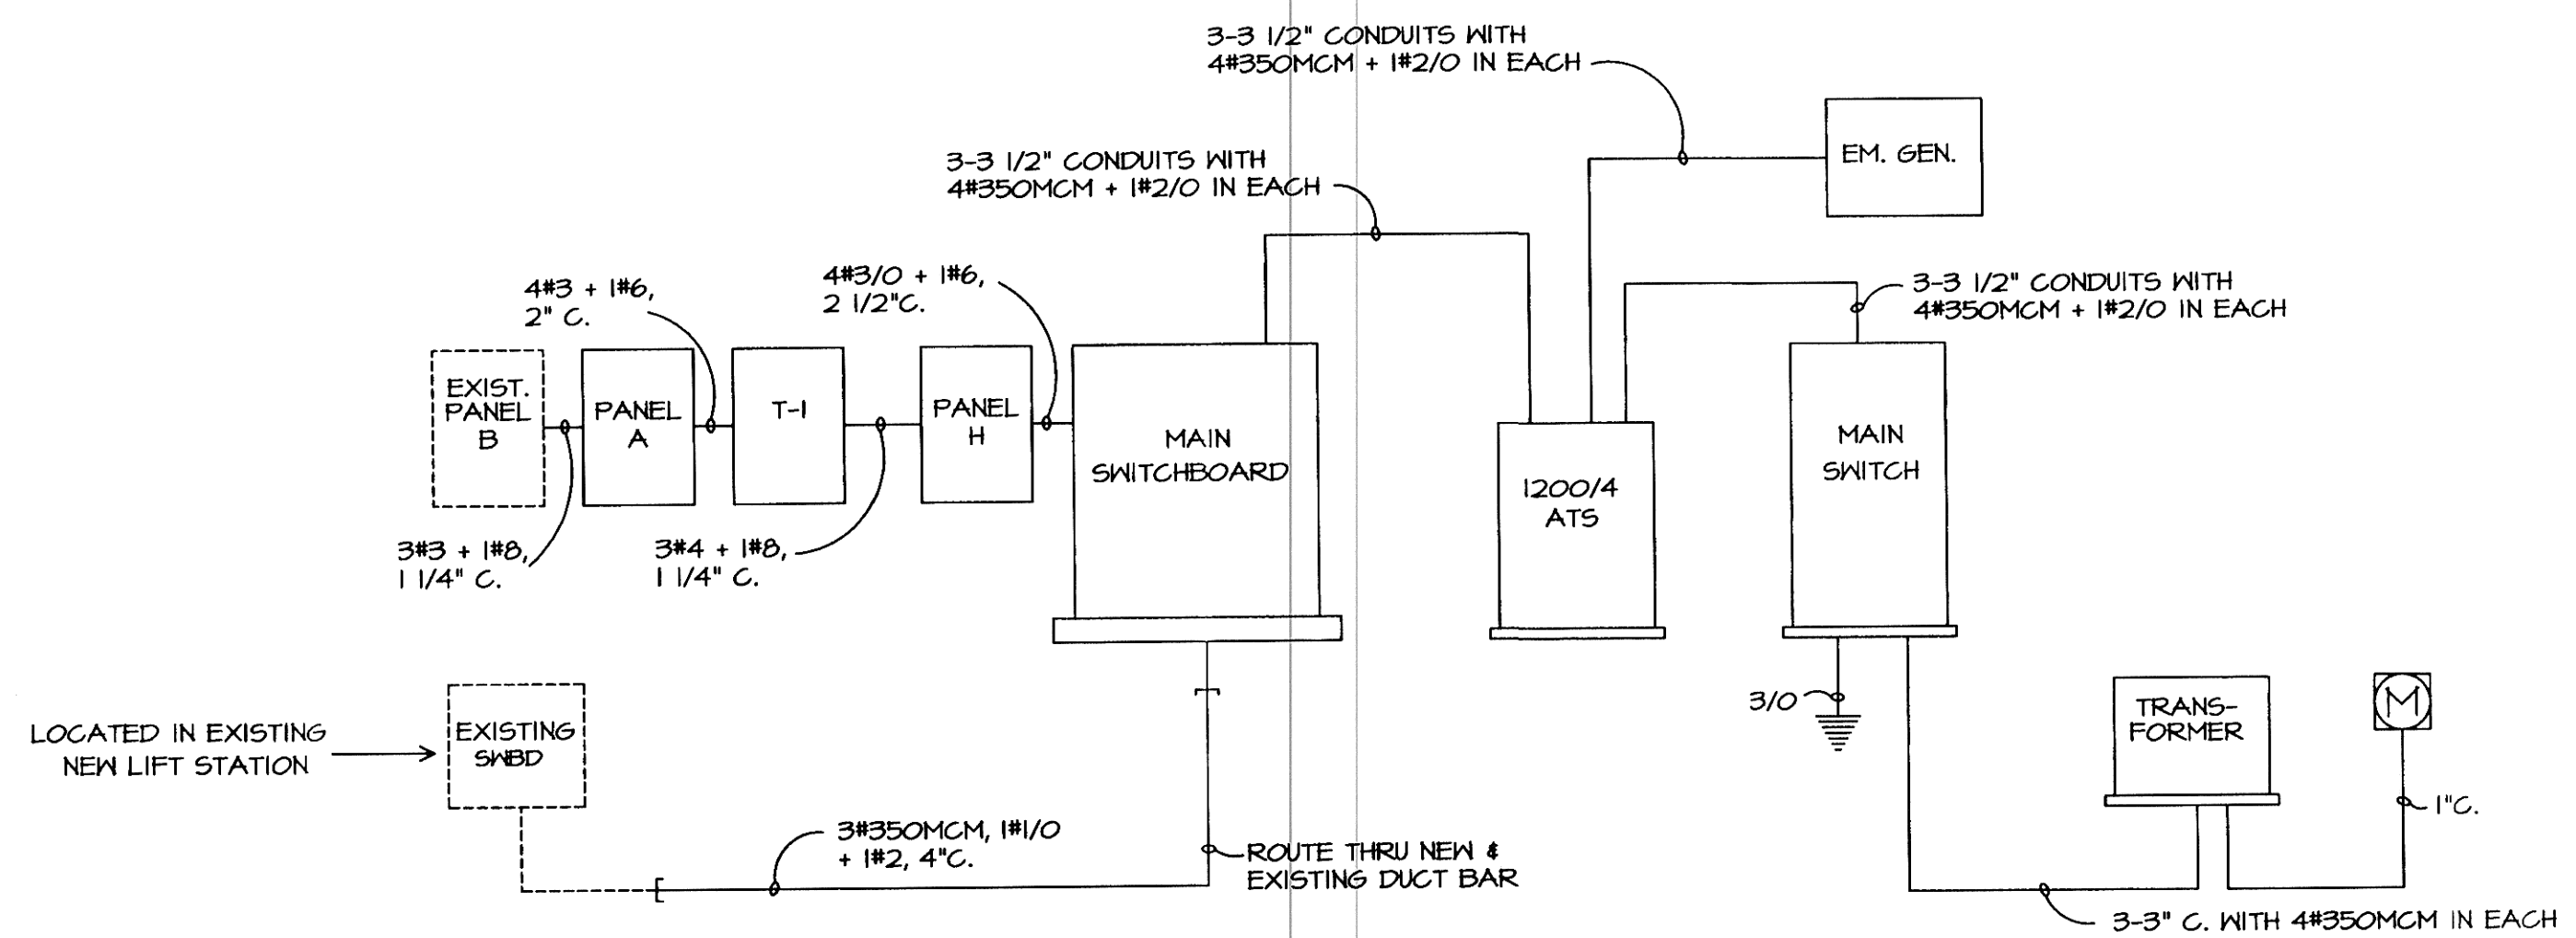 3-3 1/2" CONDUITS WITH
4#350MCM + 1#2/0 IN EACH
EM. GEN.
3-3 1/2" CONDUITS WITH
4#350MCM + 1#2/0 IN EACH
4#3 + 1#6,
2" C.
4#3/0 + 1#6,
2 1/2"C.
3-3 1/2" CONDUITS WITH
4#350MCM + 1#2/0 IN EACH
EXIST.
PANEL
B
PANEL
A
T-1
PANEL
H
MAIN
SWITCHBOARD
1200/4
ATS
MAIN
SWITCH
3#3 + 1#8,
1 1/4" C.
3#4 + 1#8,
1 1/4" C.
LOCATED IN EXISTING
NEW LIFT STATION
EXISTING
SWBD
3/0
TRANS-
FORMER
M
1"C.
3#350MCM, 1#1/0
+ 1#2, 4"C.
ROUTE THRU NEW &
EXISTING DUCT BAR
3-3" C. WITH 4#350MCM IN EACH